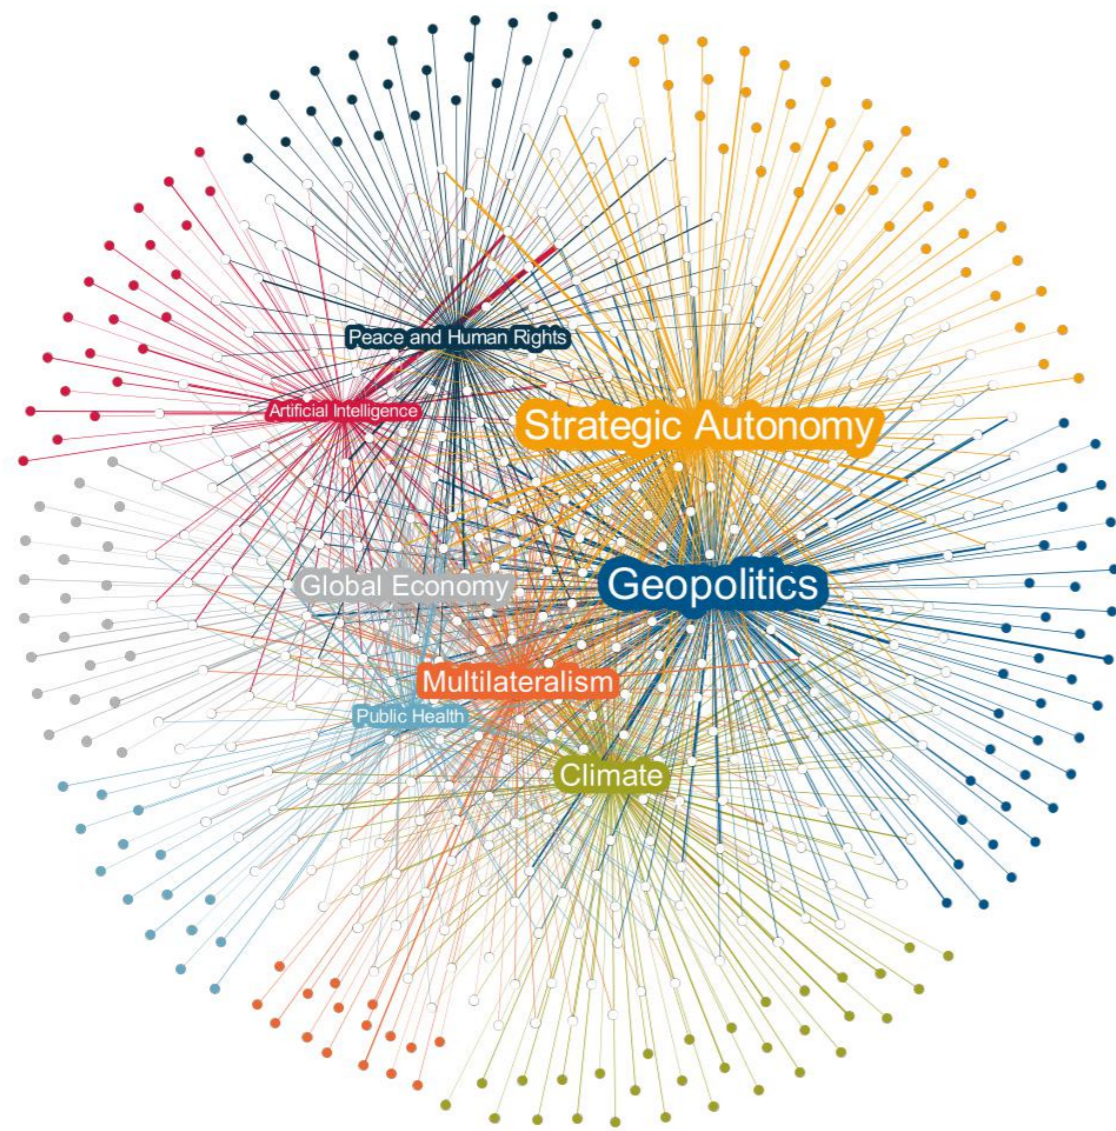 Peace and Human Rights
Artificial Intelligence
Strategic Autonomy
Global Economy
Geopolitics
Multilateralism
Public Health
Climate